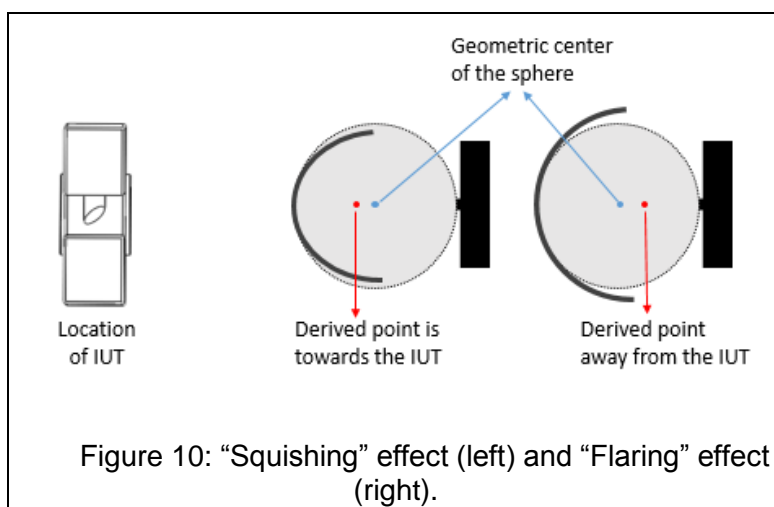 Geometric center
of the sphere
Location
of IUT
Derived point is
towards the IUT
Derived point
away from the IUT
Figure 10: “Squishing” effect (left) and “Flaring” effect
(right).